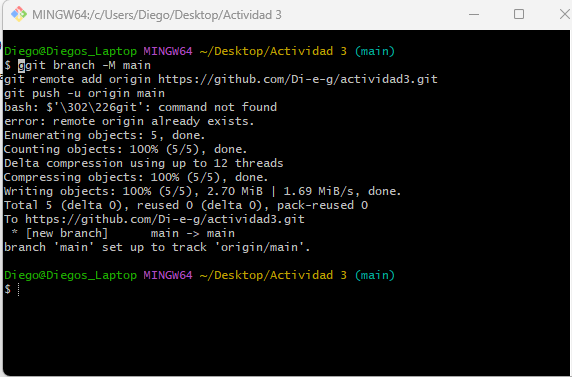 MINGW64:/c/Users/Diego/Desktop/Actividad 3
Diego@Diegos_Laptop MINGW64 ~/Desktop/Actividad 3 (main)
$ ggit branch -M main
git remote add origin https://github.com/Di-e-g/actividad3.git
git push -u origin main
bash: $'\302\226git': command not found
error: remote origin already exists.
Enumerating objects: 5, done.
Counting objects: 100% (5/5), done.
Delta compression using up to 12 threads
Compressing objects: 100% (5/5), done.
Writing objects: 100% (5/5), 2.70 MiB | 1.69 MiB/s, done.
Total 5 (delta 0), reused 0 (delta 0), pack-reused 0
To https://github.com/Di-e-g/actividad3.git
 * [new branch]      main -> main
branch 'main' set up to track 'origin/main'.
Diego@Diegos_Laptop MINGW64 ~/Desktop/Actividad 3 (main)
$